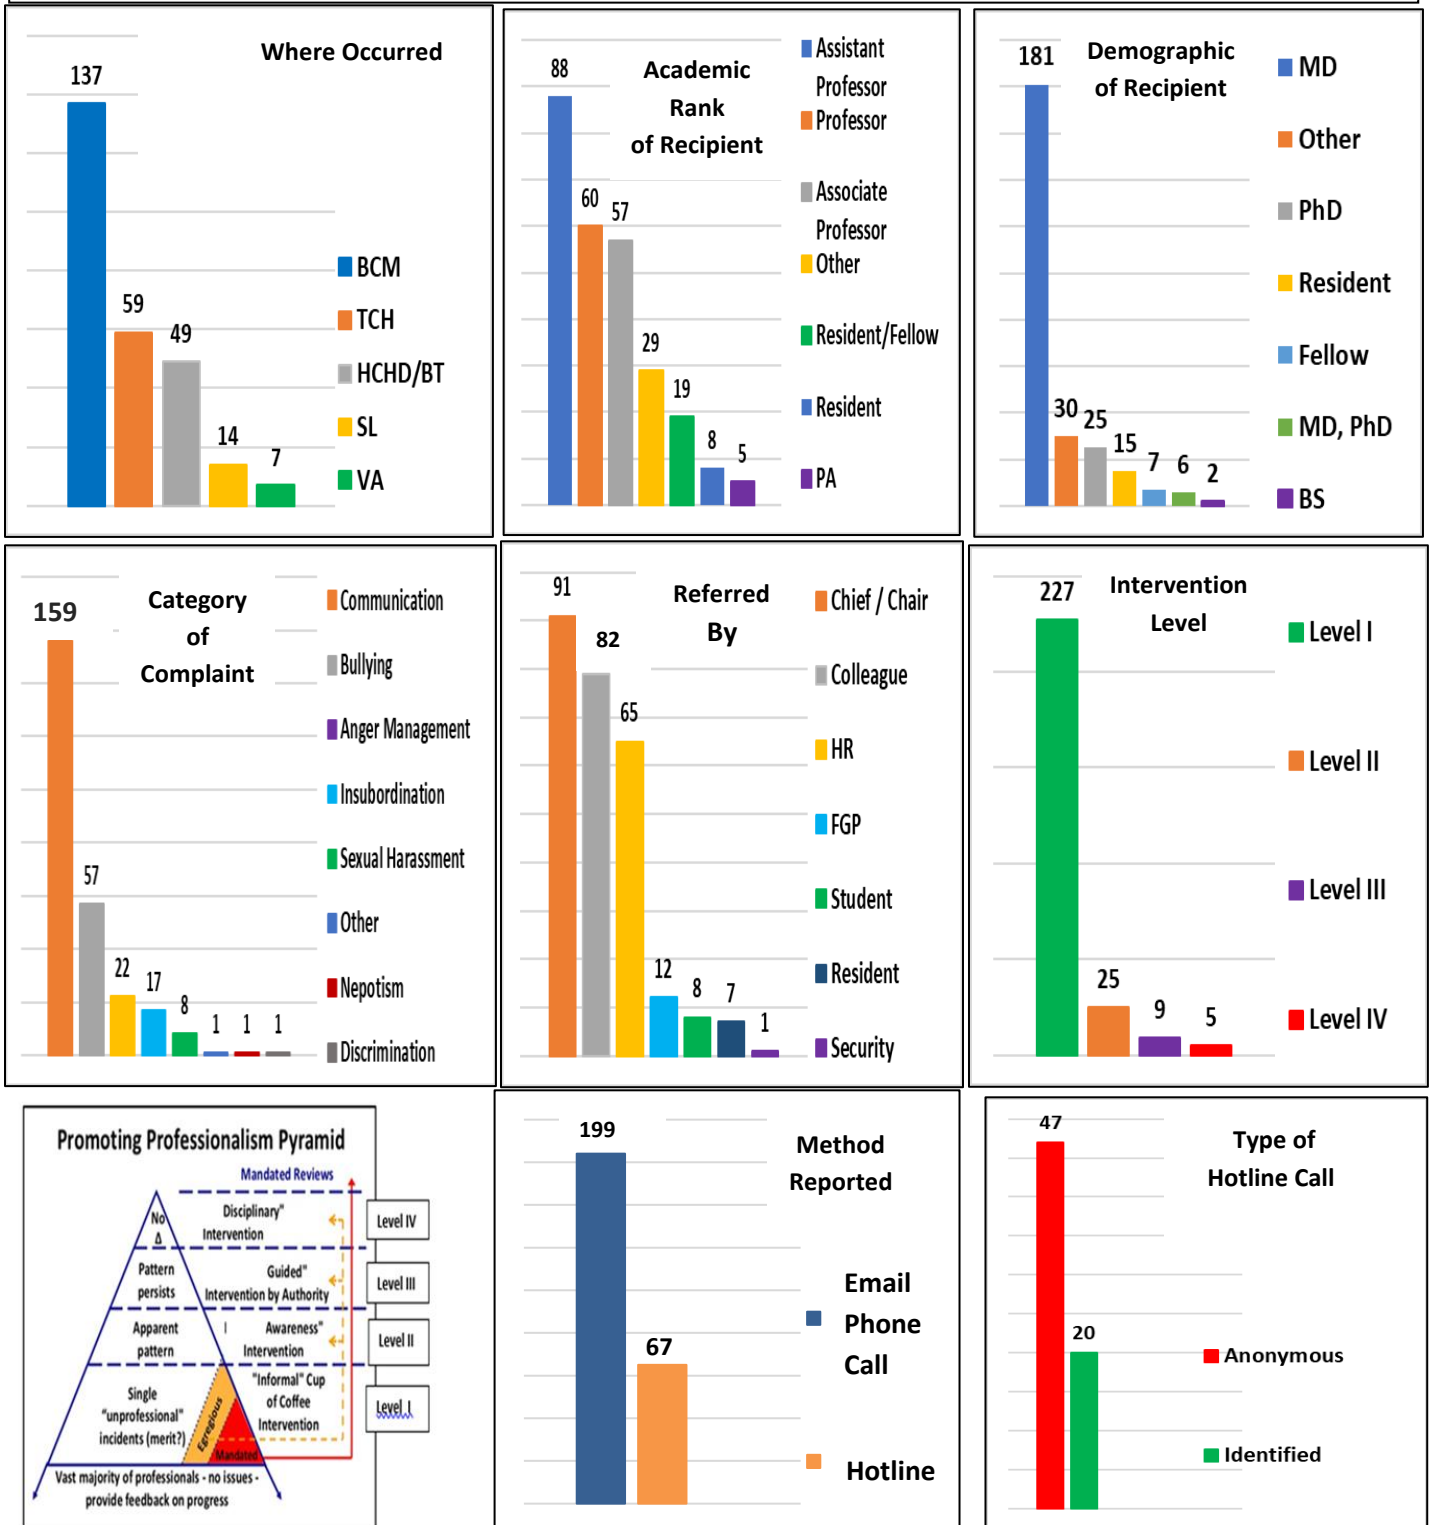 Where Occurred
137
59
49
14
7
BCM
TCH
HCHD/BT
SL
VA
Academic
Rank
of Recipient
88
60
57
29
19
8
5
Assistant
Professor
Professor
Associate
Professor
Other
Resident/Fellow
Resident
PA
Demographic
of Recipient
181
30
25
15
7
6
2
MD
Other
PhD
Resident
Fellow
MD, PhD
BS
Category
of
Complaint
159
57
22
17
8
1
1
1
Communication
Bullying
Anger Management
Insubordination
Sexual Harassment
Other
Nepotism
Discrimination
Referred
By
91
82
65
12
8
7
1
Chief / Chair
Colleague
HR
FGP
Student
Resident
Security
Intervention
Level
227
25
9
5
Level I
Level II
Level III
Level IV
Promoting Professionalism Pyramid
Mandated Reviews
No
Δ
Disciplinary"
Intervention
Level IV
Pattern
persists
Guided"
Intervention by Authority
Level III
Apparent
pattern
I
Awareness"
Intervention
Level II
Single
"unprofessional"
incidents (merit?)
Egregious
Mandated
"Informal" Cup
of Coffee
Intervention
Level I
Vast majority of professionals - no issues -
provide feedback on progress
Method
Reported
199
67
Email
Phone
Call
Hotline
Type of
Hotline Call
47
20
Anonymous
Identified